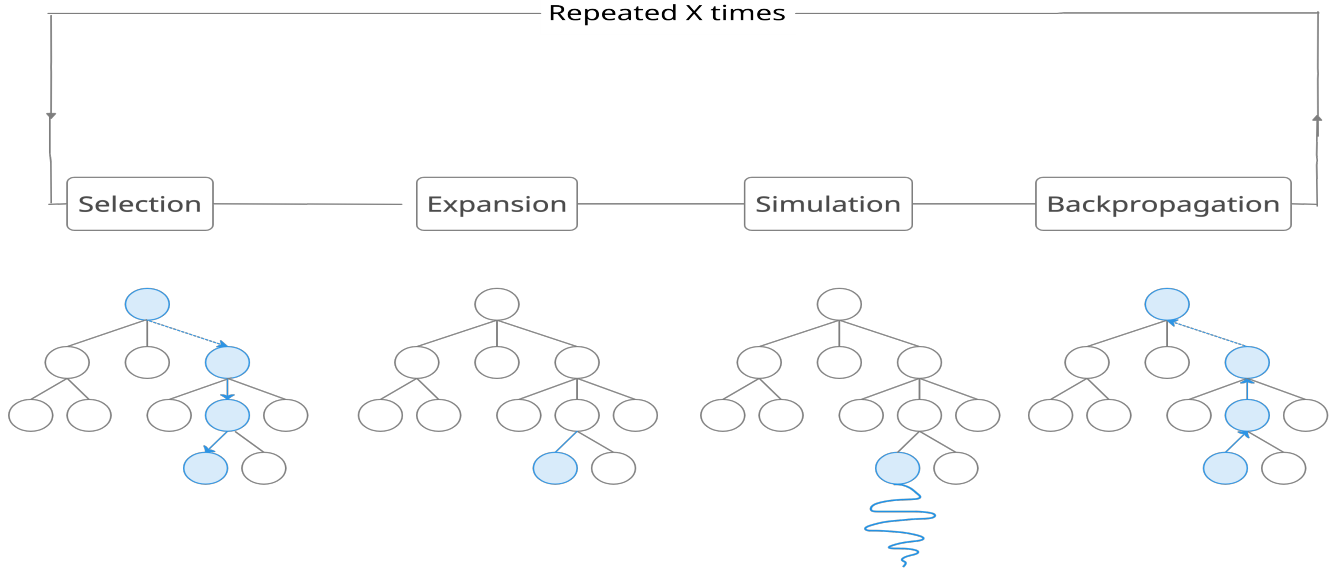 Repeated X times
Selection
Expansion
Simulation
Backpropagation